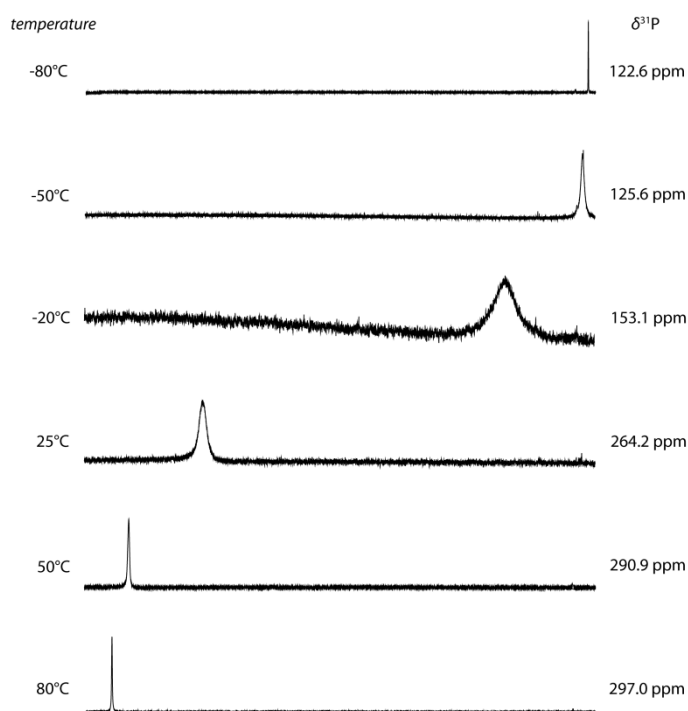 temperature δ³¹P
-80°C 122.6 ppm
-50°C 125.6 ppm
-20°C 153.1 ppm
25°C 264.2 ppm
50°C 290.9 ppm
80°C 297.0 ppm